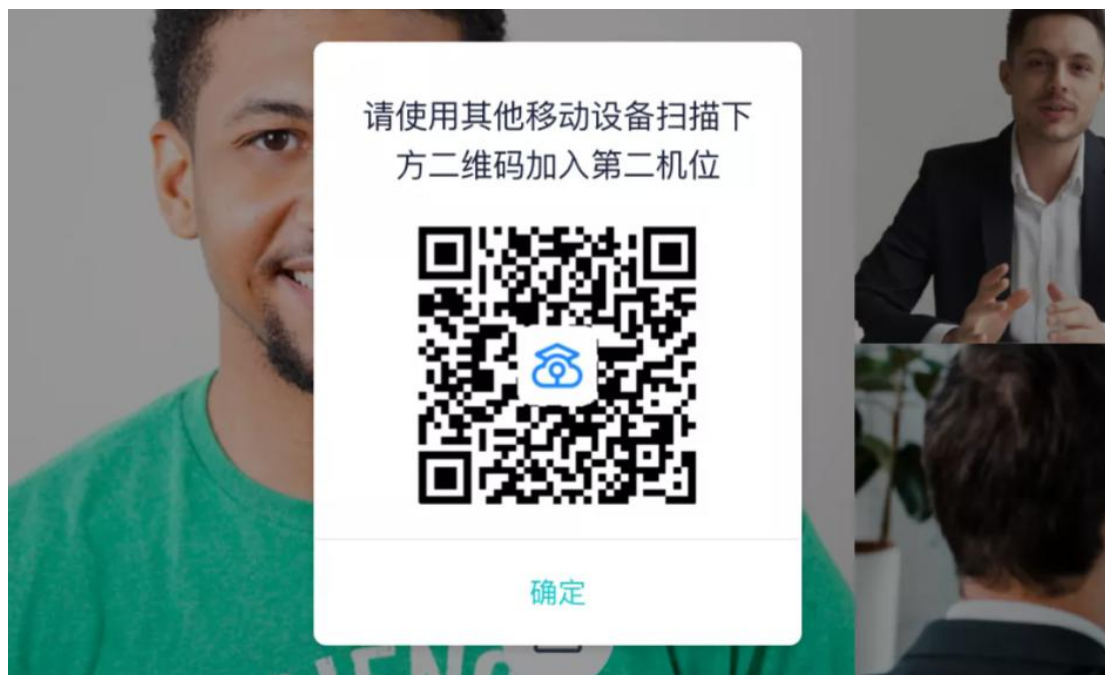 请使用其他移动设备扫描下
方二维码加入第二机位
确定